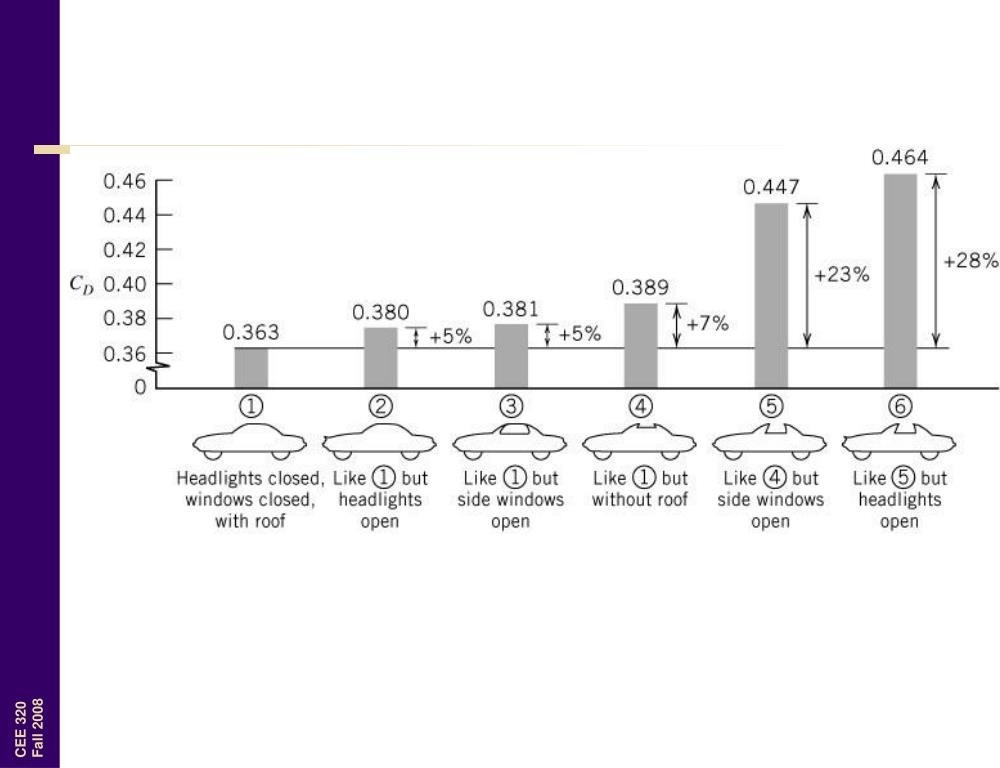 0.464
0.46
0.447
0.44
0.42
+28%
C_D 0.40
+23%
0.389
0.380
0.381
0.38
+7%
0.363
+5%
+5%
0.36
0
① ② ③ ④ ⑤ ⑥
Headlights closed,
windows closed,
with roof
Like ① but
headlights
open
Like ① but
side windows
open
Like ① but
without roof
Like ④ but
side windows
open
Like ⑤ but
headlights
open
CEE 320
Fall 2008